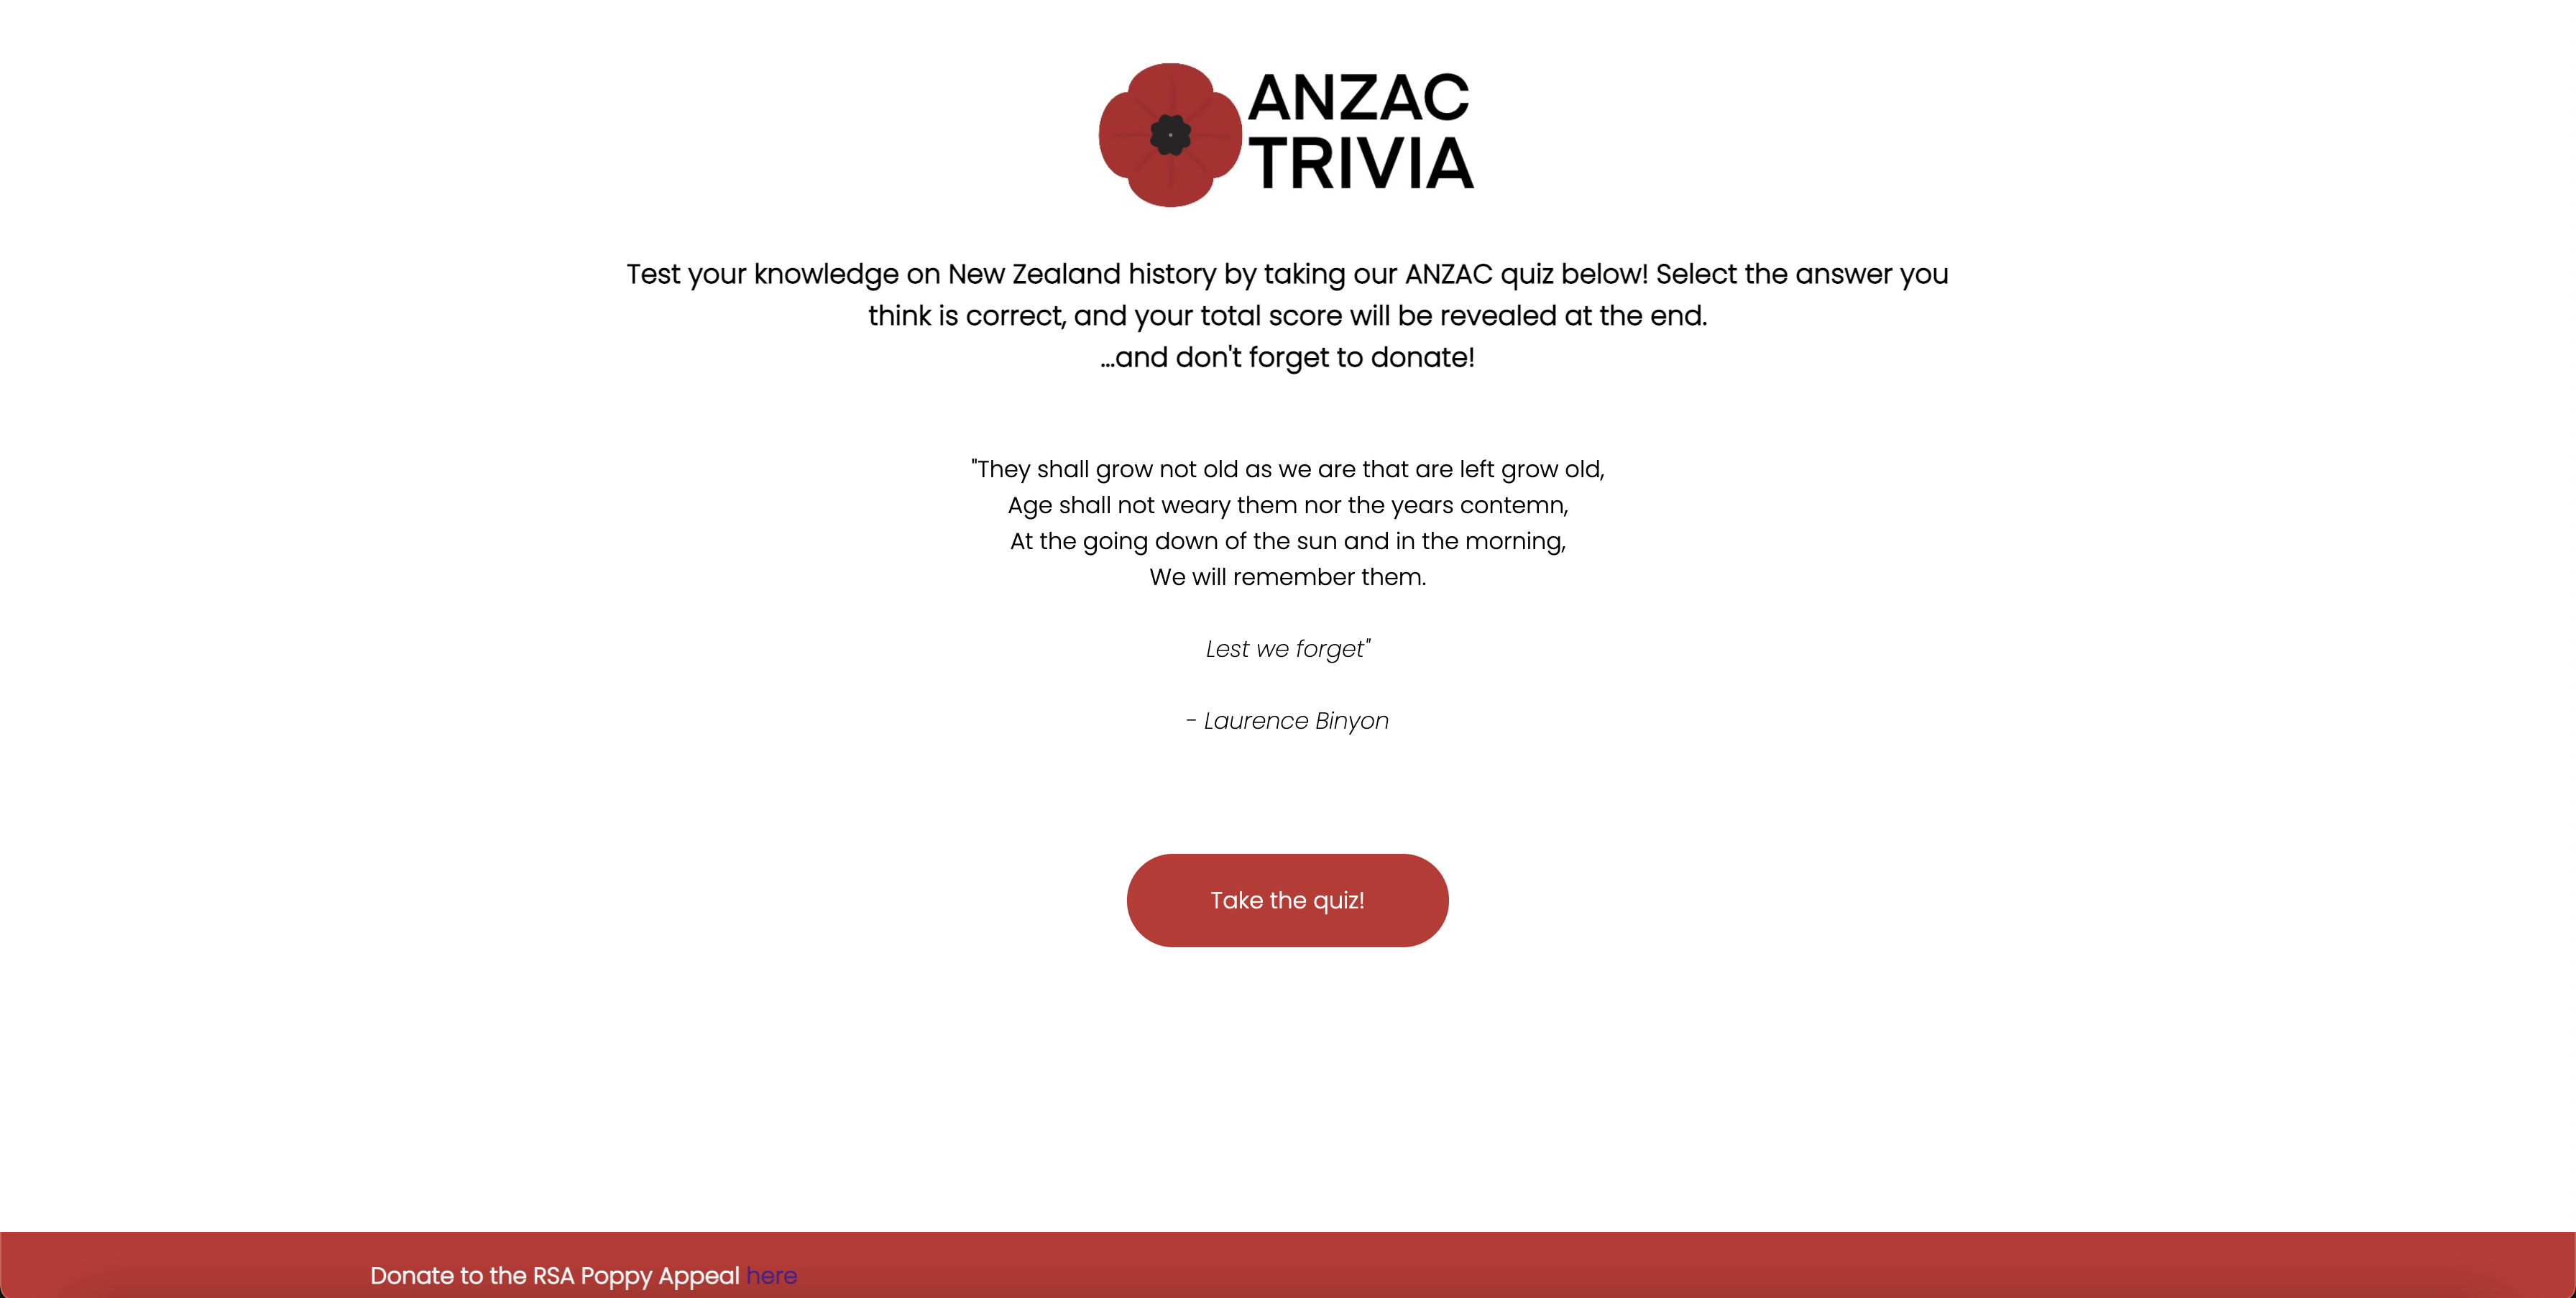 ANZAC
TRIVIA
Test your knowledge on New Zealand history by taking our ANZAC quiz below! Select the answer you
think is correct, and your total score will be revealed at the end.
...and don't forget to donate!
"They shall grow not old as we are that are left grow old,
Age shall not weary them nor the years contemn,
At the going down of the sun and in the morning,
We will remember them.
Lest we forget"
- Laurence Binyon
Take the quiz!
Donate to the RSA Poppy Appeal here